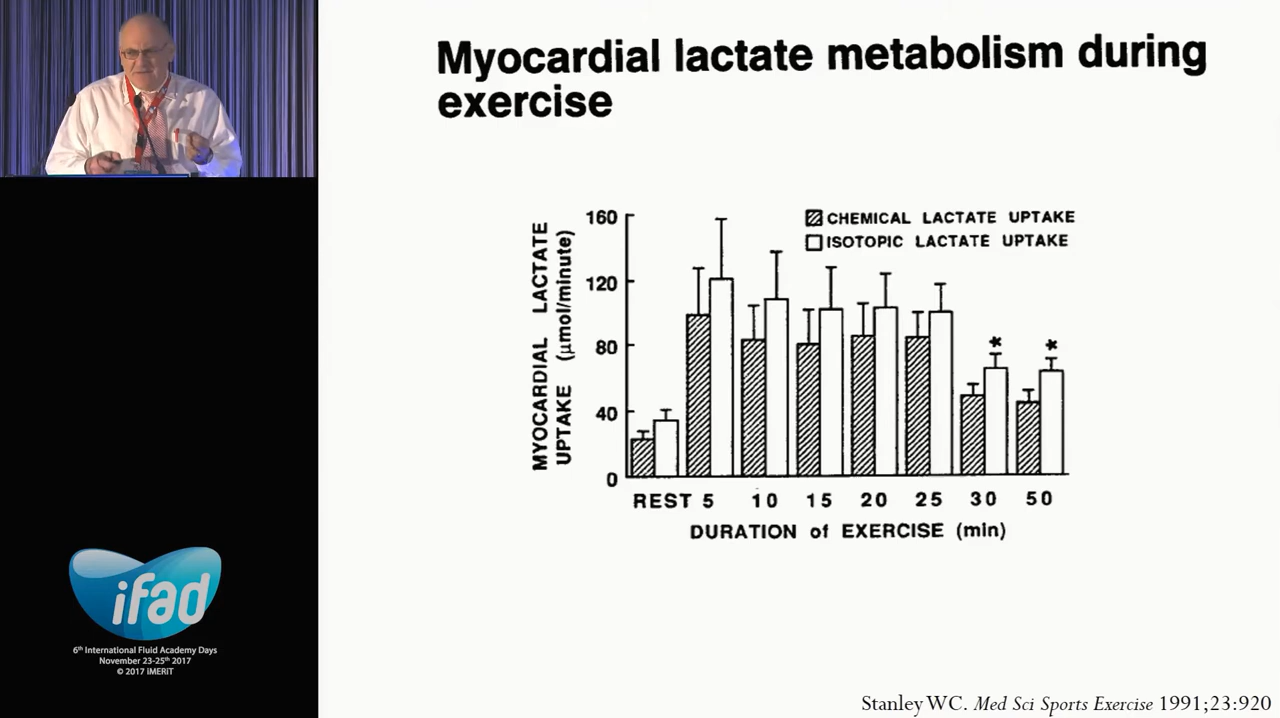 Myocardial lactate metabolism during
exercise
MYOCARDIAL LACTATE
UPTAKE (μmol/minute)
160
120
80
40
0
CHEMICAL LACTATE UPTAKE
ISOTOPIC LACTATE UPTAKE
*
*
REST 5 10 15 20 25 30 50
DURATION of EXERCISE (min)
ifad
6th International Fluid Academy Days
November 23-25th 2017
© 2017 iMERiT
Stanley WC. Med Sci Sports Exercise 1991;23:920